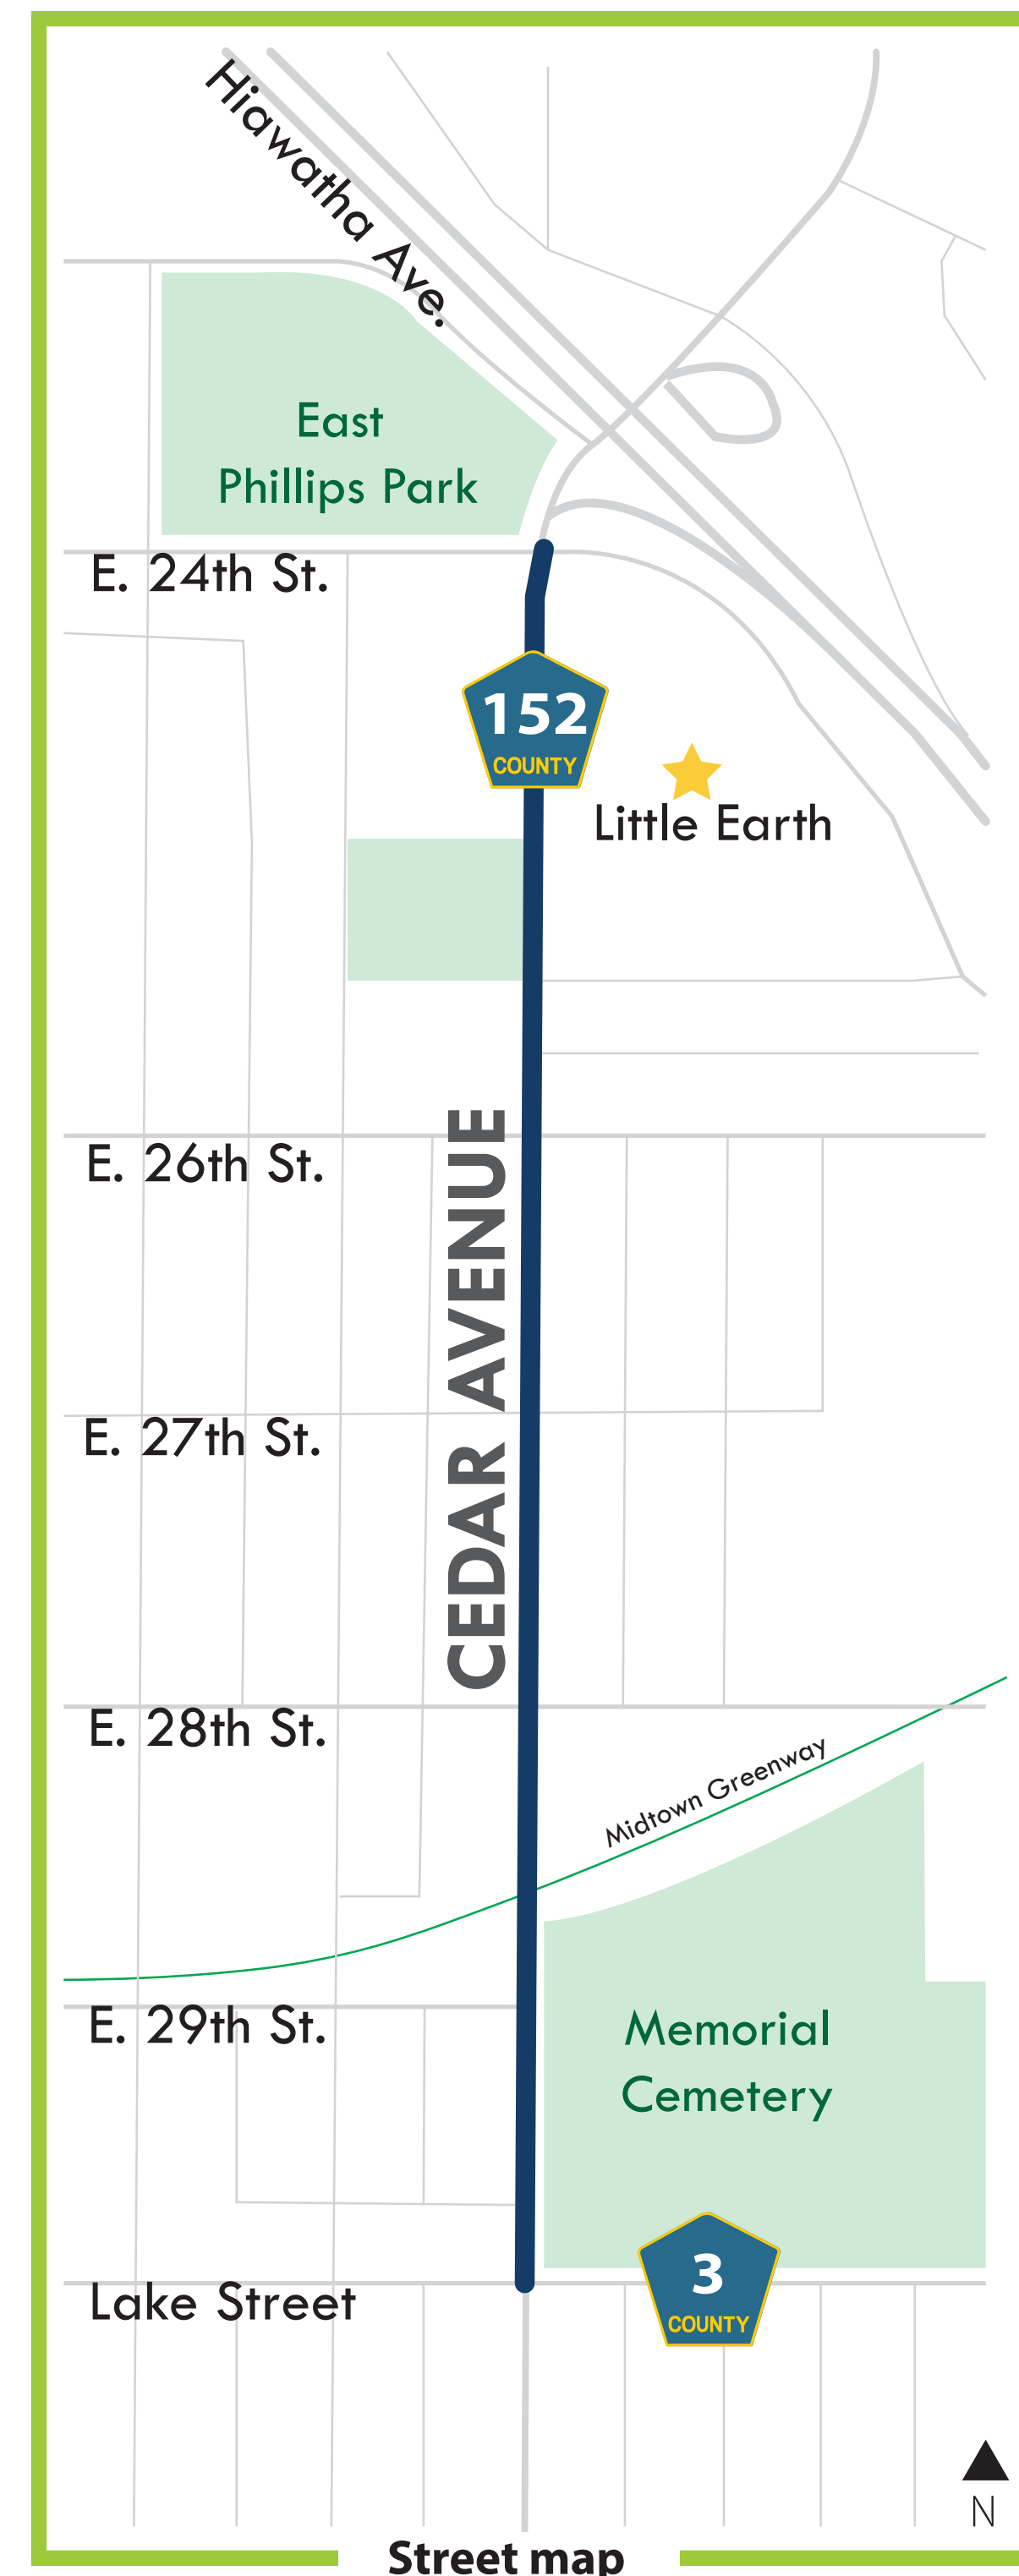 Hiawatha Ave.
East
Phillips Park
E. 24th St.
152
COUNTY
Little Earth
CEDAR AVENUE
E. 26th St.
E. 27th St.
E. 28th St.
Midtown Greenway
E. 29th St.
Memorial
Cemetery
3
COUNTY
Lake Street
N
Street map